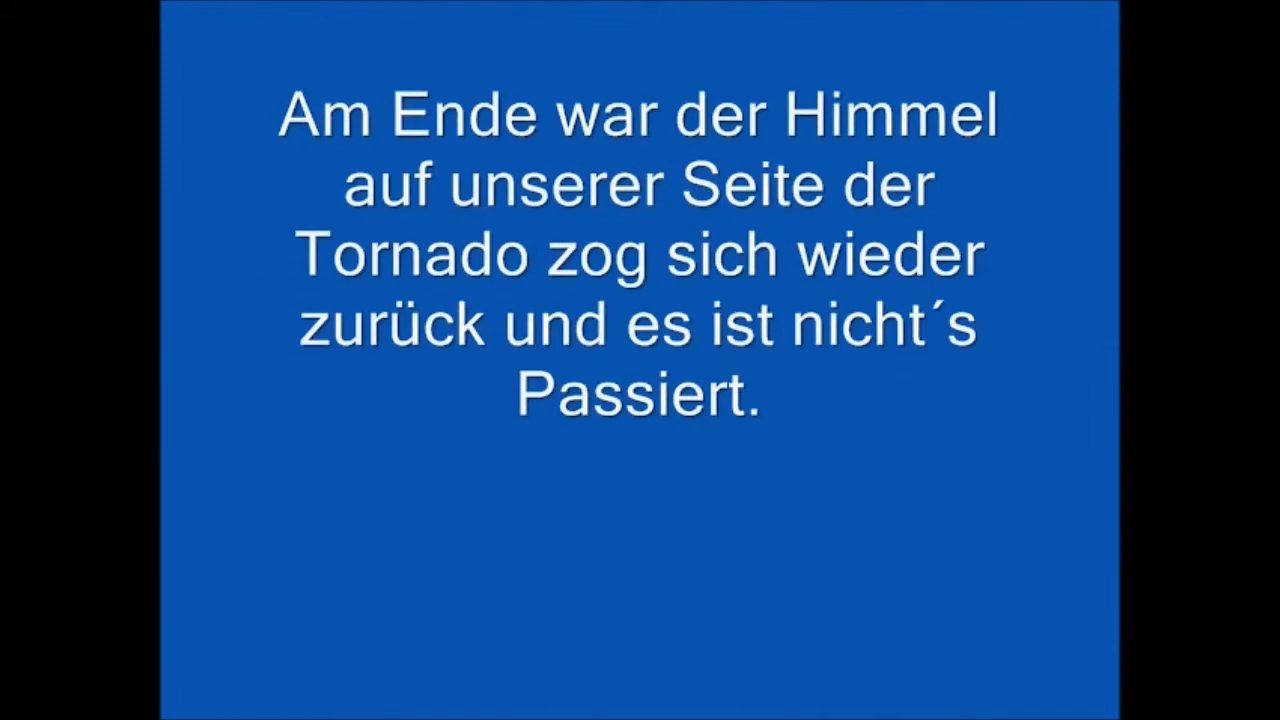 Am Ende war der Himmel
auf unserer Seite der
Tornado zog sich wieder
zurück und es ist nicht´s
Passiert.